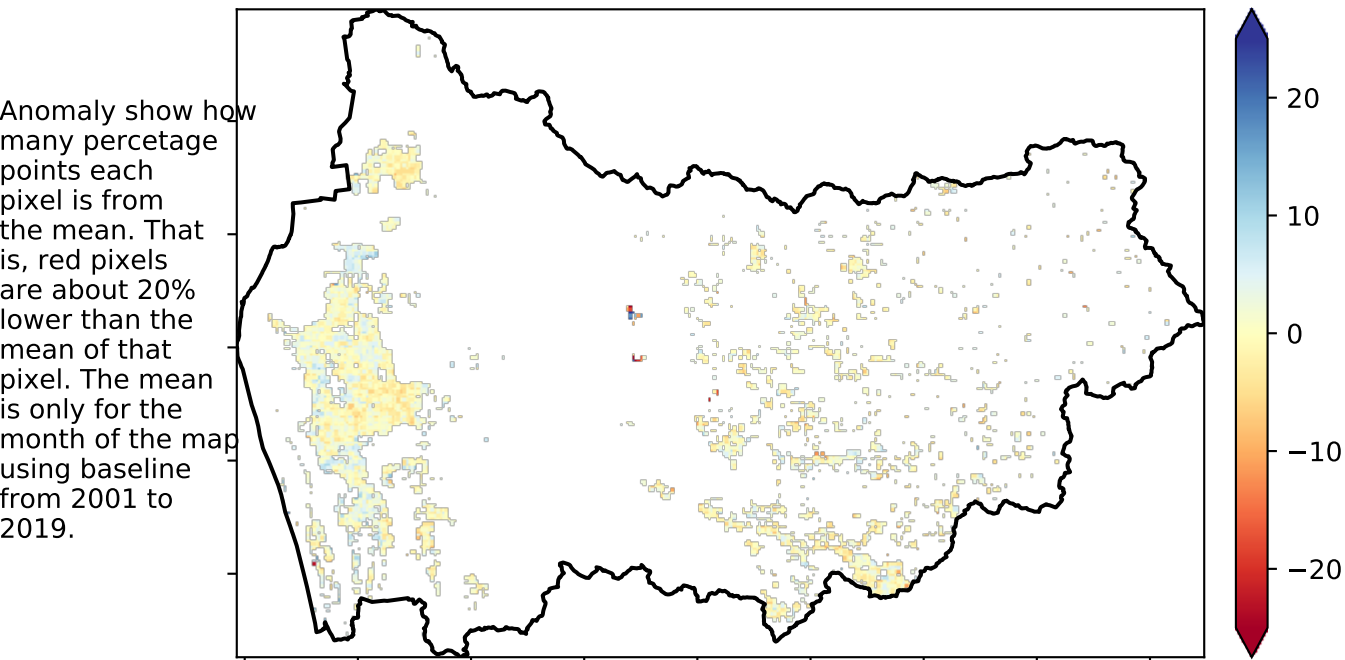 Anomaly show how
many percetage
points each
pixel is from
the mean. That
is, red pixels
are about 20%
lower than the
mean of that
pixel. The mean
is only for the
month of the map
using baseline
from 2001 to
2019.
20
10
0
−10
−20